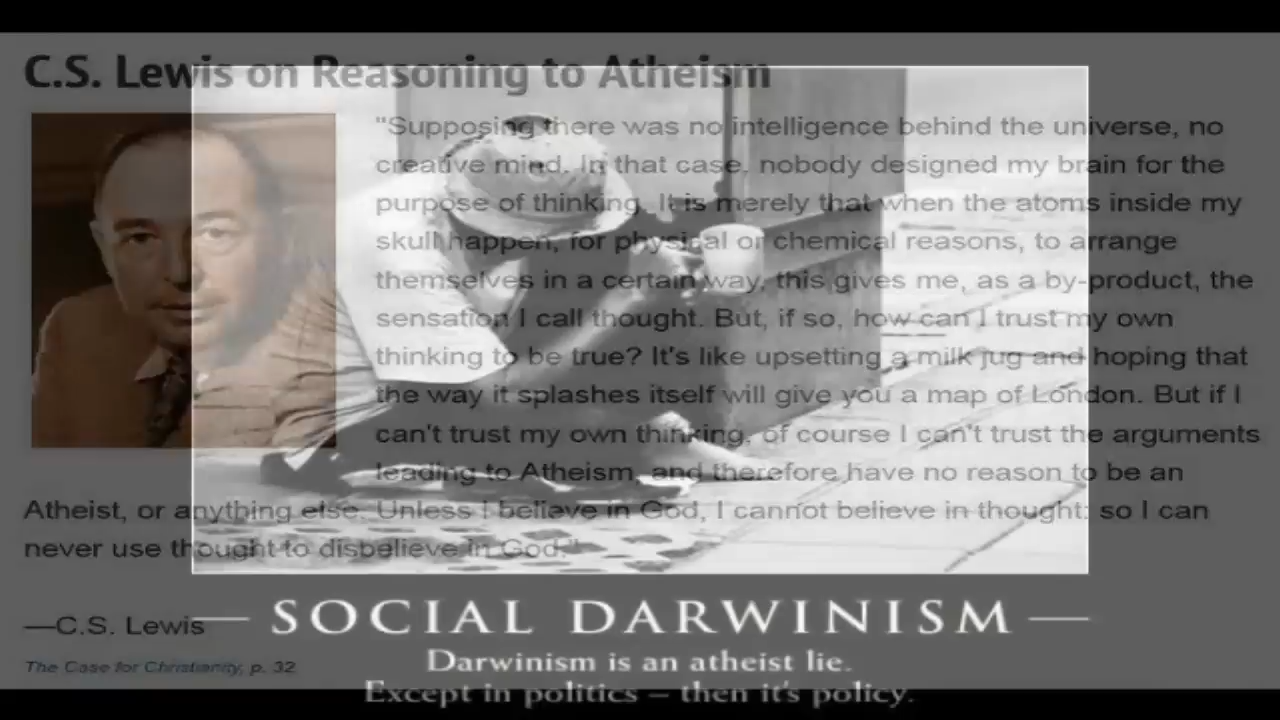 C.S. Lewis on Reasoning to Atheism
"Supposing there was no intelligence behind the universe, no
creative mind. In that case, nobody designed my brain for the
purpose of thinking. It is merely that when the atoms inside my
skull happen, for physical or chemical reasons, to arrange
themselves in a certain way, this gives me, as a by-product, the
sensation I call thought. But, if so, how can I trust my own
thinking to be true? It's like upsetting a milk jug and hoping that
the way it splashes itself will give you a map of London. But if I
can't trust my own thinking, of course I can't trust the arguments
leading to Atheism, and therefore have no reason to be an
Atheist, or anything else. Unless I believe in God, I cannot believe in thought: so I can
never use thought to disbelieve in God."
—C.S. Lewis
The Case for Christianity, p. 32
SOCIAL DARWINISM
Darwinism is an atheist lie.
Except in politics – then it's policy.